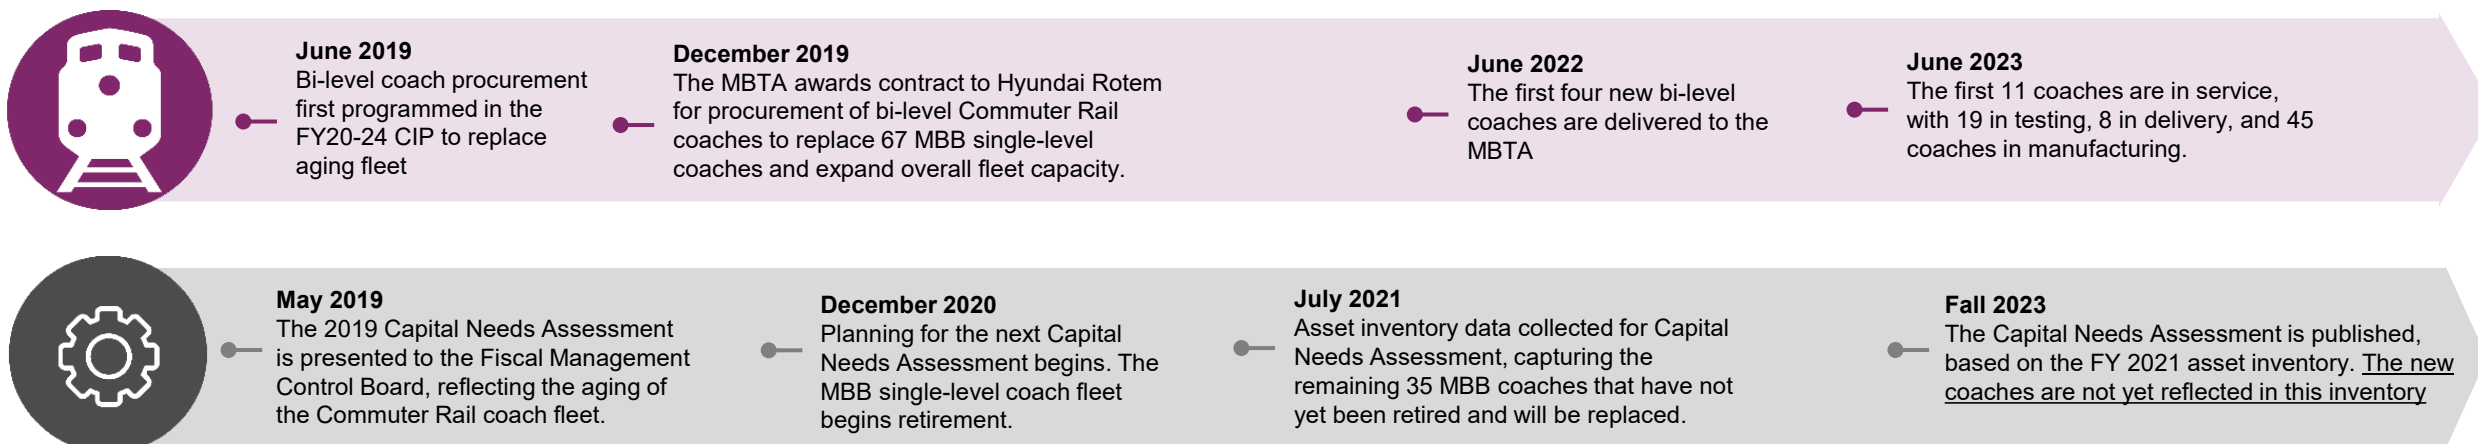 June 2019
Bi-level coach procurement
first programmed in the
FY20-24 CIP to replace
aging fleet
December 2019
The MBTA awards contract to Hyundai Rotem
for procurement of bi-level Commuter Rail
coaches to replace 67 MBB single-level
coaches and expand overall fleet capacity.
June 2022
The first four new bi-level
coaches are delivered to the
MBTA
June 2023
The first 11 coaches are in service,
with 19 in testing, 8 in delivery, and 45
coaches in manufacturing.
May 2019
The 2019 Capital Needs Assessment
is presented to the Fiscal Management
Control Board, reflecting the aging of
the Commuter Rail coach fleet.
December 2020
Planning for the next Capital
Needs Assessment begins. The
MBB single-level coach fleet
begins retirement.
July 2021
Asset inventory data collected for Capital
Needs Assessment, capturing the
remaining 35 MBB coaches that have not
yet been retired and will be replaced.
Fall 2023
The Capital Needs Assessment is published,
based on the FY 2021 asset inventory. The new
coaches are not yet reflected in this inventory